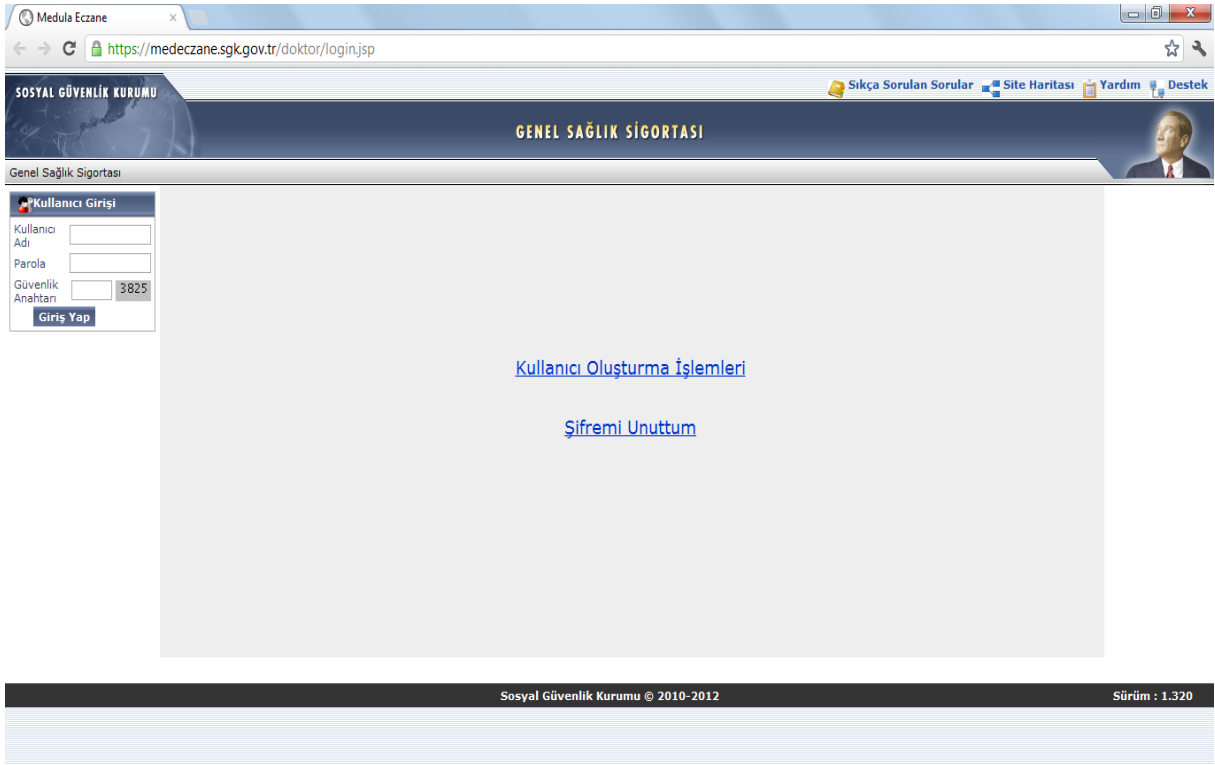 Medula Eczane
https://medeczane.sgk.gov.tr/doktor/login.jsp
SOSYAL GÜVENLİK KURUMU
Sıkça Sorulan Sorular Site Haritası Yardım Destek
GENEL SAĞLIK SİGORTASI
Genel Sağlık Sigortası
Kullanıcı Girişi
Kullanıcı
Adı
Parola
Güvenlik
Anahtarı
3825
Giriş Yap
Kullanıcı Oluşturma İşlemleri
Şifremi Unuttum
Sosyal Güvenlik Kurumu © 2010-2012
Sürüm : 1.320